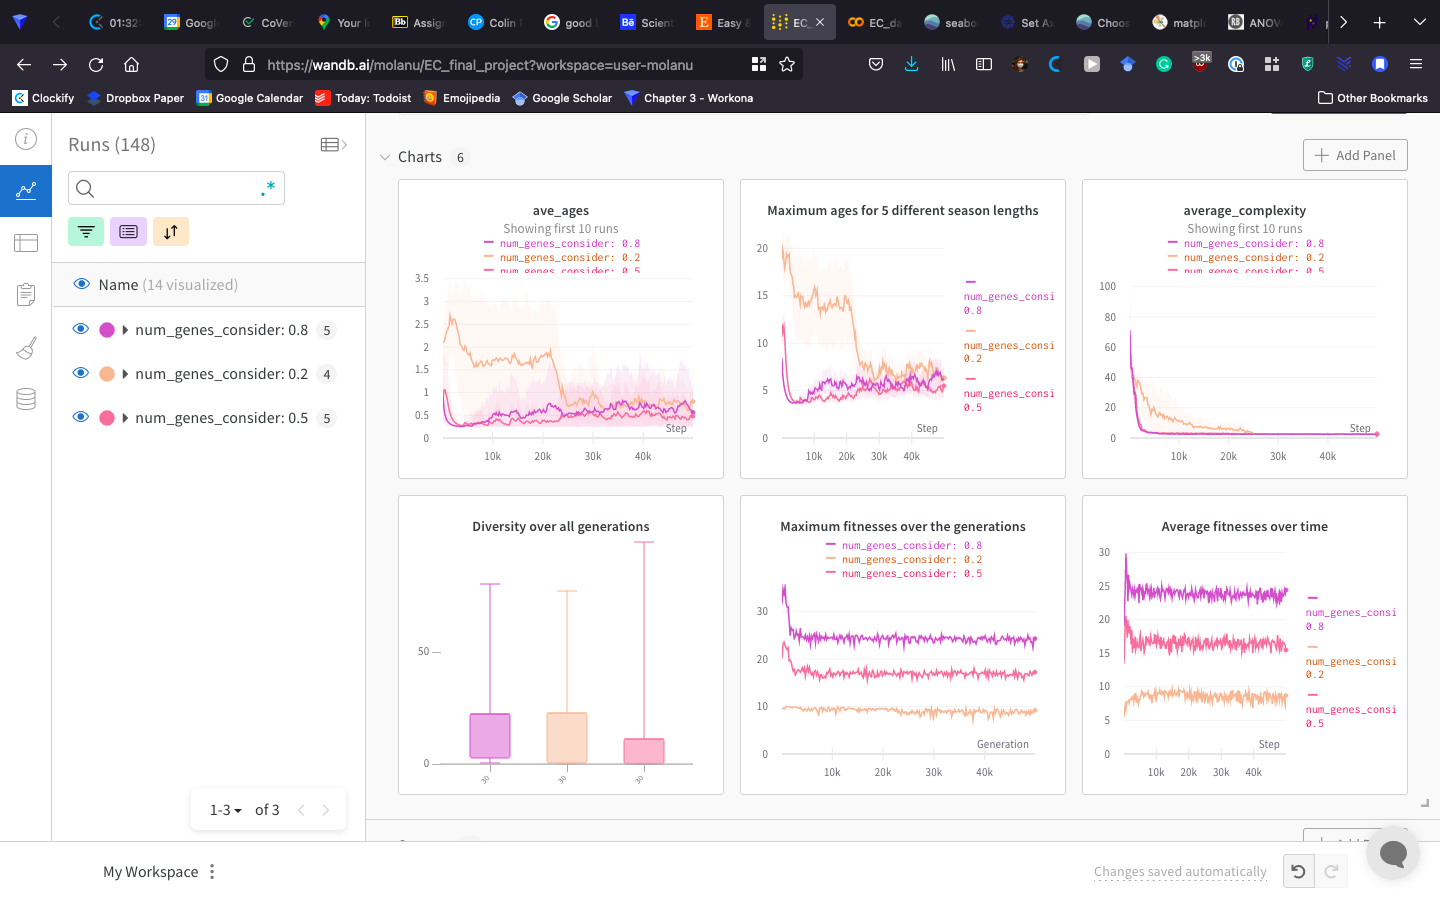 01:32
Google
CoVeri
Your l
Assign
Colin
good
Scient
Easy &
EC_
EC_da
seabo
Set Ax
Choos
matpl
ANOV
https://wandb.ai/molanu/EC_final_project?workspace=user-molanu
>3k
Clockify
Dropbox Paper
Google Calendar
Today: Todoist
Emojipedia
Google Scholar
Chapter 3 - Workona
Other Bookmarks
Runs (148)
.*
Name (14 visualized)
num_genes_consider: 0.8 5
num_genes_consider: 0.2 4
num_genes_consider: 0.5 5
1-3 of 3
Charts 6
Add Panel
ave_ages
Showing first 10 runs
num_genes_consider: 0.8
num_genes_consider: 0.2
num_genes_consider: 0.5
3.5
3
2.5
2
1.5
1
0.5
0
Step
10k 20k 30k 40k
Maximum ages for 5 different season lengths
20
15
10
5
0
num_genes_consi
0.8
num_genes_consi
0.2
num_genes_consi
0.5
Step
10k 20k 30k 40k
average_complexity
Showing first 10 runs
num_genes_consider: 0.8
num_genes_consider: 0.2
num_genes_consider: 0.5
100
80
60
40
20
0
Step
10k 20k 30k 40k
Diversity over all generations
50
0
30 30 30
Maximum fitnesses over the generations
num_genes_consider: 0.8
num_genes_consider: 0.2
num_genes_consider: 0.5
30
20
10
0
Generation
10k 20k 30k 40k
Average fitnesses over time
30
25
20
15
10
5
0
num_genes_consi
0.8
num_genes_consi
0.2
num_genes_consi
0.5
Step
10k 20k 30k 40k
My Workspace
Changes saved automatically